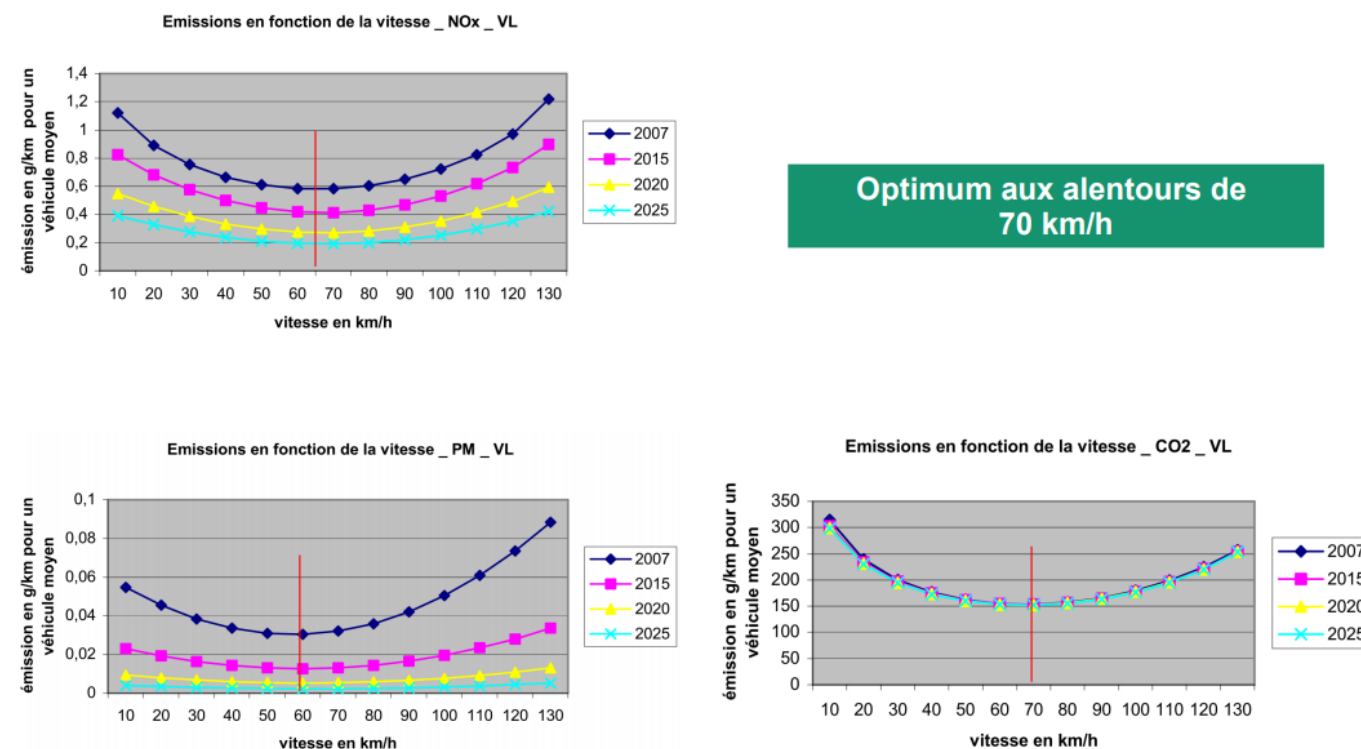 Emissions en fonction de la vitesse _ NOx _ VL
émission en g/km pour un
véhicule moyen
1,4
1,2
1
0,8
0,6
0,4
0,2
0
10 20 30 40 50 60 70 80 90 100 110 120 130
vitesse en km/h
2007
2015
2020
2025
Optimum aux alentours de
70 km/h
Emissions en fonction de la vitesse _ PM _ VL
émission en g/km pour un
véhicule moyen
0,1
0,08
0,06
0,04
0,02
0
10 20 30 40 50 60 70 80 90 100 110 120 130
vitesse en km/h
2007
2015
2020
2025
Emissions en fonction de la vitesse _ CO2 _ VL
émission en g/km pour un
véhicule moyen
350
300
250
200
150
100
50
0
10 20 30 40 50 60 70 80 90 100 110 120 130
vitesse en km/h
2007
2015
2020
2025